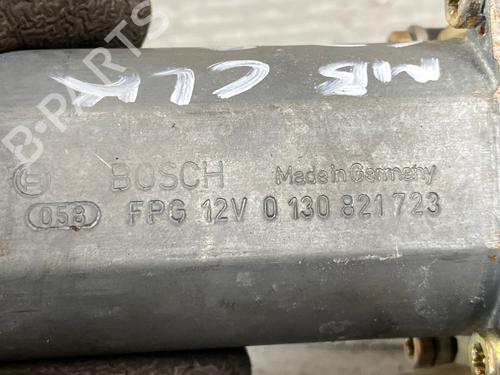 MB CLK
BOSCH Made in Germany
058 FPG 12V 0 130 821 723
B-PARTS